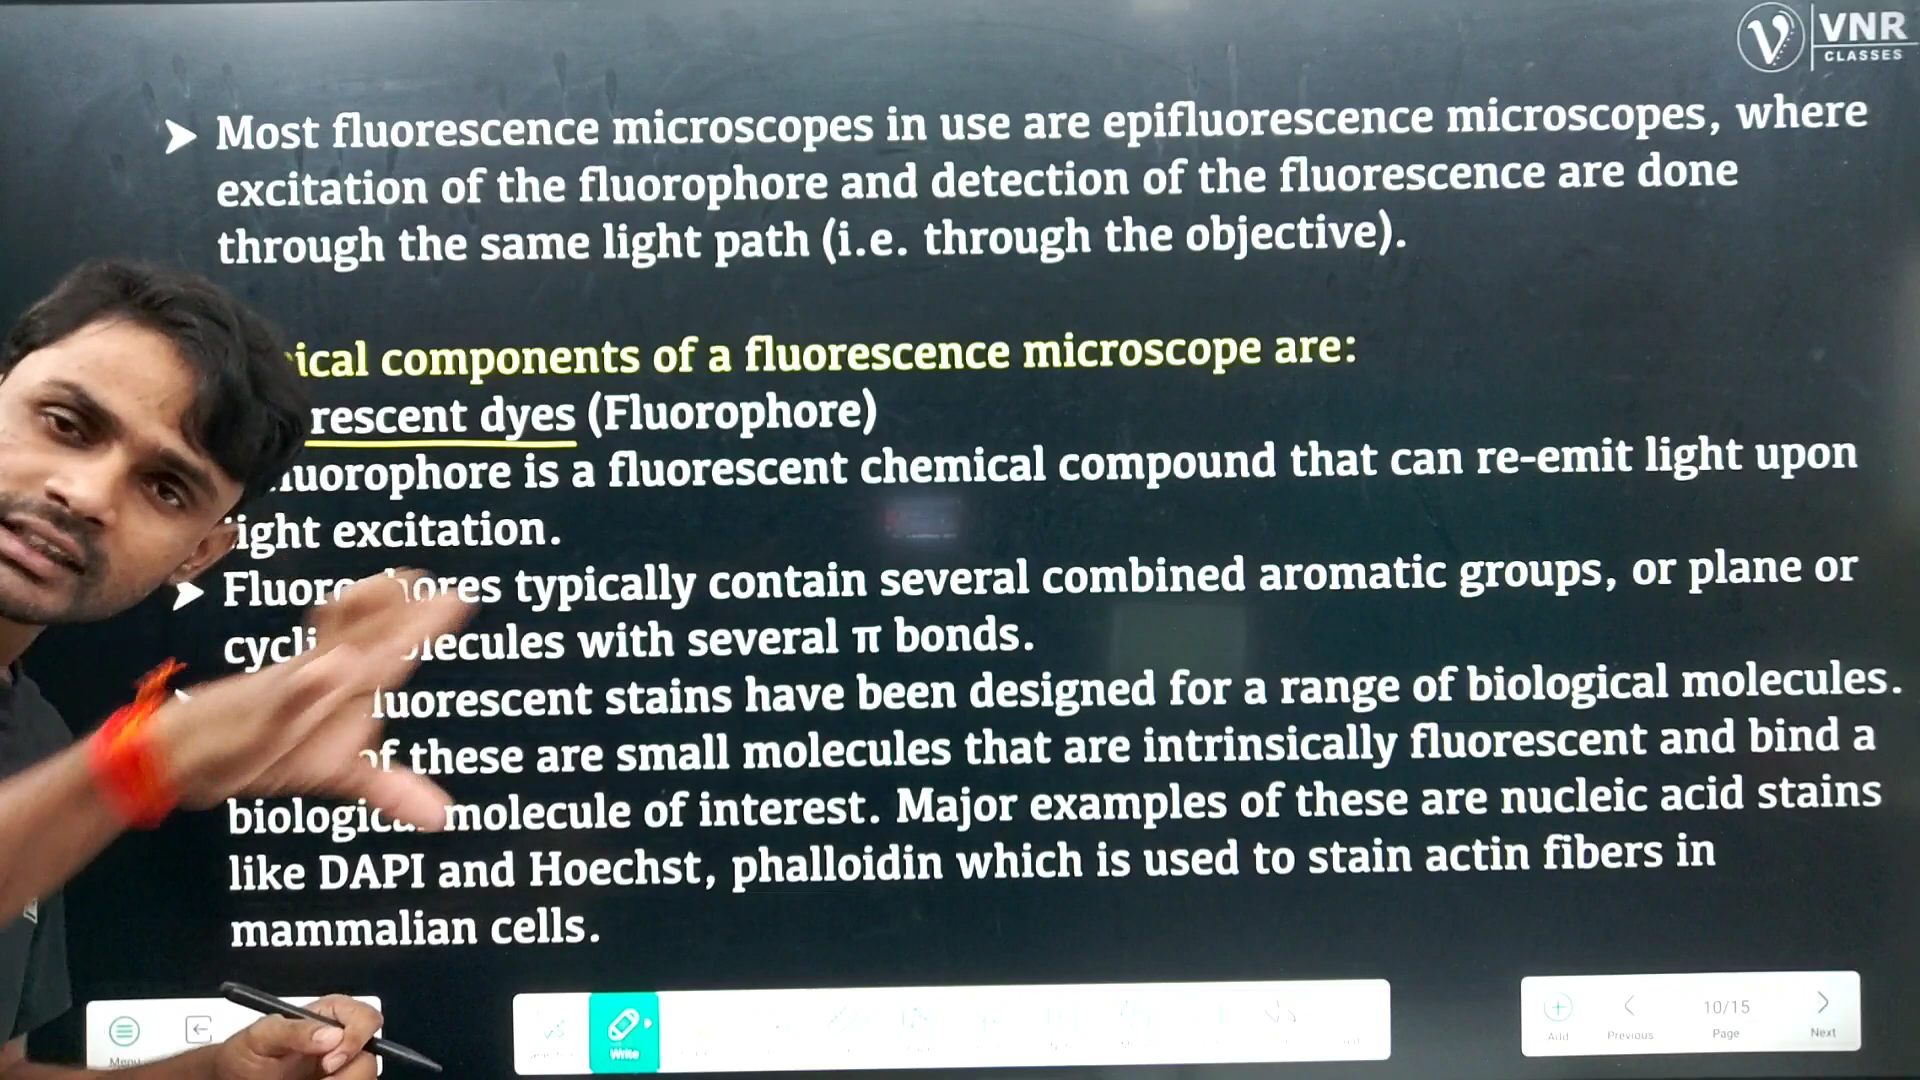 VNR
CLASSES
➤ Most fluorescence microscopes in use are epifluorescence microscopes, where
excitation of the fluorophore and detection of the fluorescence are done
through the same light path (i.e. through the objective).
components of a fluorescence microscope are:
dyes (Fluorophore)
is a fluorescent chemical compound that can re-emit light upon
excitation.
➤ typically contain several combined aromatic groups, or plane or
with several π bonds.
stains have been designed for a range of biological molecules.
of these are small molecules that are intrinsically fluorescent and bind a
molecule of interest. Major examples of these are nucleic acid stains
like DAPI and Hoechst, phalloidin which is used to stain actin fibers in
mammalian cells.
Menu
Write
Add
Previous
10/15
Page
Next